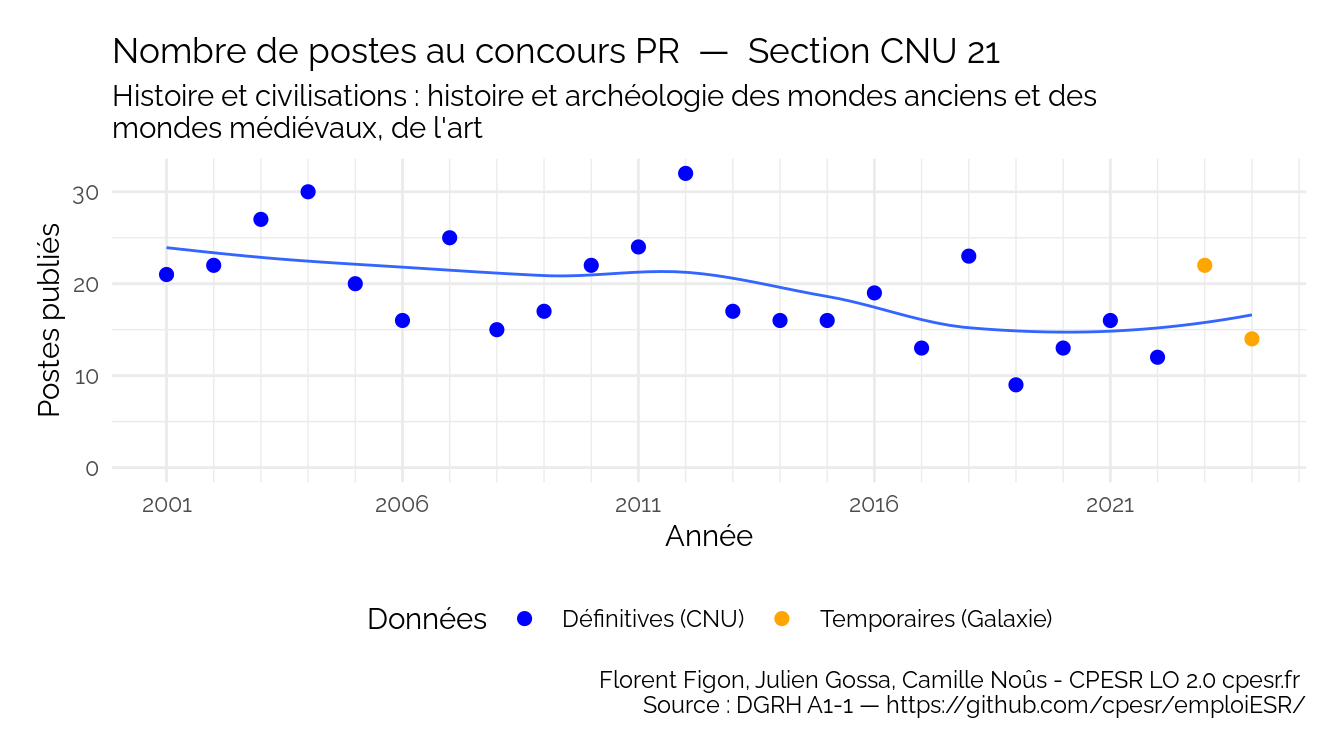 Nombre de postes au concours PR — Section CNU 21
Histoire et civilisations : histoire et archéologie des mondes anciens et des
mondes médiévaux, de l'art
Postes publiés
30
20
10
0
2001 2006 2011 2016 2021
Année
Données Définitives (CNU) Temporaires (Galaxie)
Florent Figon, Julien Gossa, Camille Noûs - CPESR LO 2.0 cpesr.fr
Source : DGRH A1-1 — https://github.com/cpesr/emploiESR/